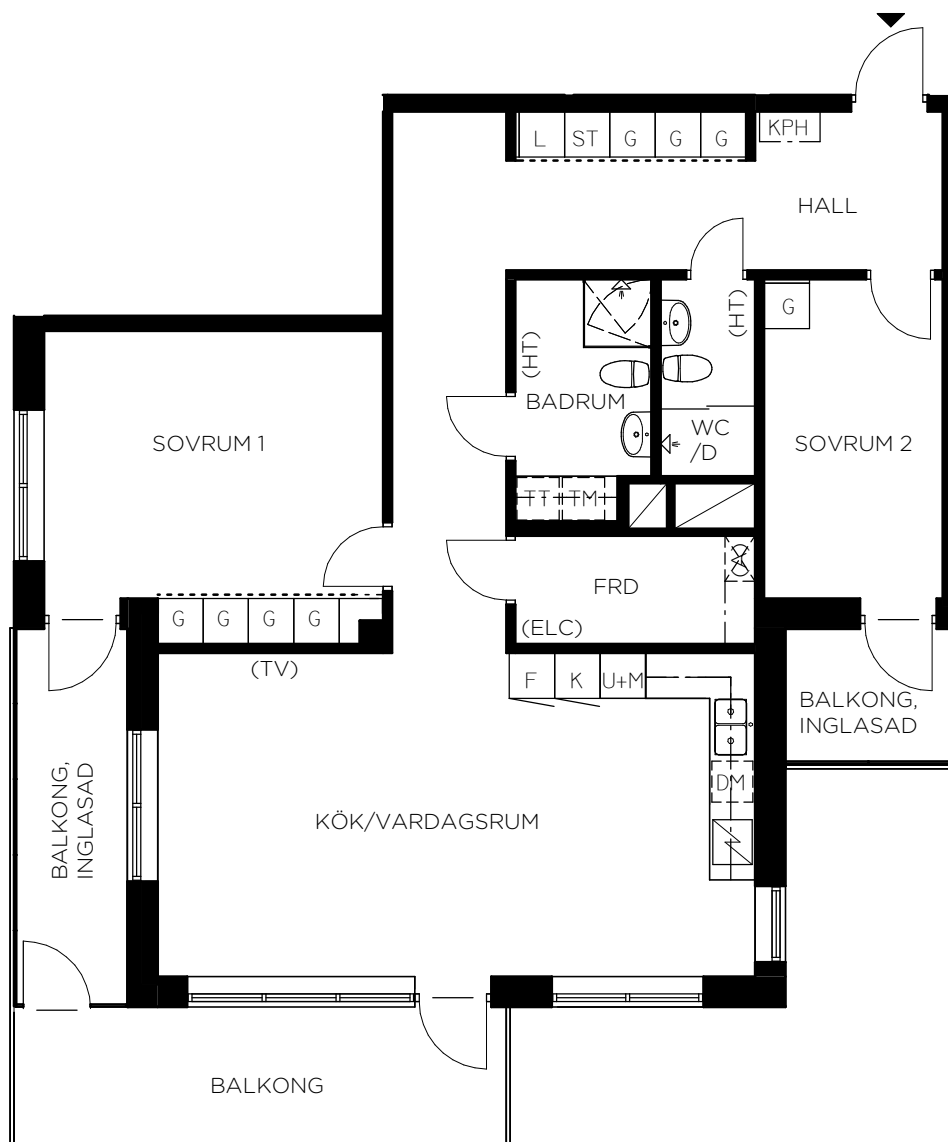 L ST G G G KPH
HALL
(HT)
(HT)
G
BADRUM
SOVRUM 1
WC
/D
SOVRUM 2
TT TM
FRD
(ELC)
G G G G
(TV)
F K U+M
BALKONG,
INGLASAD
DM
BALKONG,
INGLASAD
KÖK/VARDAGSRUM
BALKONG